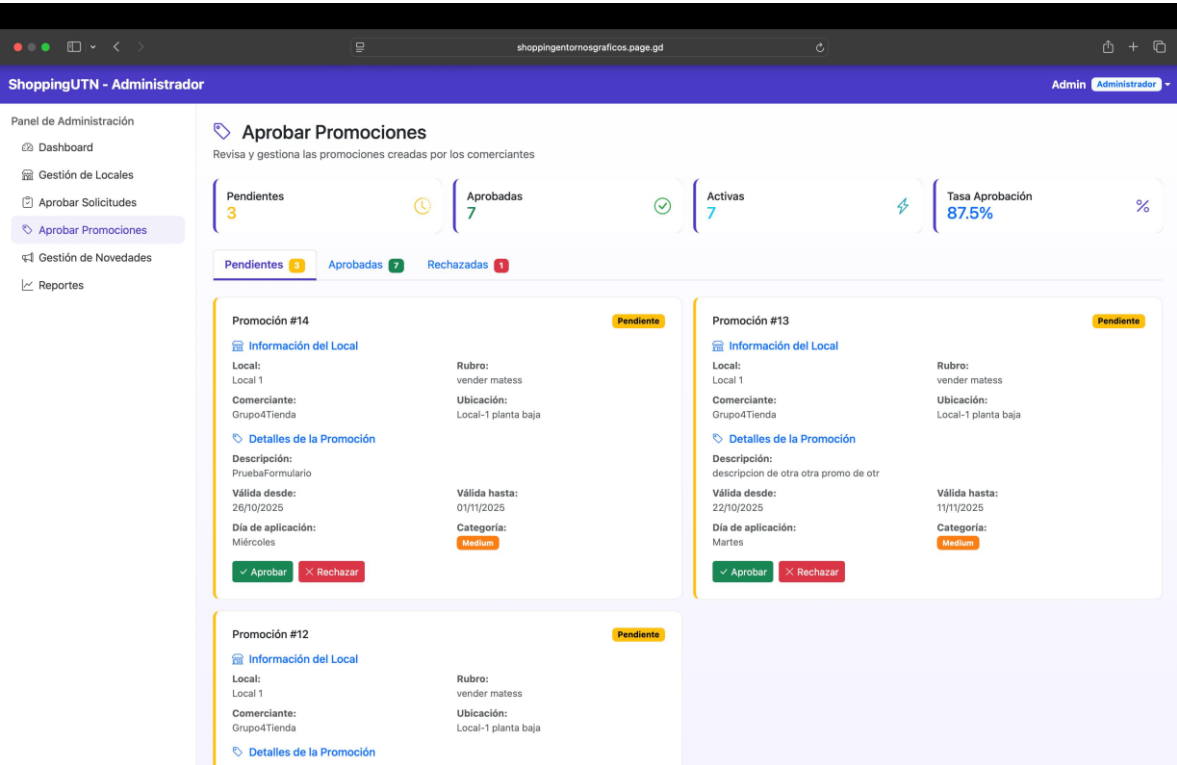 shoppingentornosgraficos.page.gd
ShoppingUTN - Administrador
Admin Administrador
Panel de Administración
Dashboard
Gestión de Locales
Aprobar Solicitudes
Aprobar Promociones
Gestión de Novedades
Reportes
Aprobar Promociones
Revisa y gestiona las promociones creadas por los comerciantes
Pendientes
3
Aprobadas
7
Activas
7
Tasa Aprobación
87.5%
Pendientes 3 Aprobadas 7 Rechazadas 1
Promoción #14 Pendiente
Información del Local
Local: Rubro:
Local 1 vender matess
Comerciante: Ubicación:
Grupo4Tienda Local-1 planta baja
Detalles de la Promoción
Descripción:
PruebaFormulario
Válida desde: Válida hasta:
26/10/2025 01/11/2025
Día de aplicación: Categoría:
Miércoles Medium
Aprobar Rechazar
Promoción #13 Pendiente
Información del Local
Local: Rubro:
Local 1 vender matess
Comerciante: Ubicación:
Grupo4Tienda Local-1 planta baja
Detalles de la Promoción
Descripción:
descripcion de otra otra promo de otr
Válida desde: Válida hasta:
22/10/2025 11/11/2025
Día de aplicación: Categoría:
Martes Medium
Aprobar Rechazar
Promoción #12 Pendiente
Información del Local
Local: Rubro:
Local 1 vender matess
Comerciante: Ubicación:
Grupo4Tienda Local-1 planta baja
Detalles de la Promoción